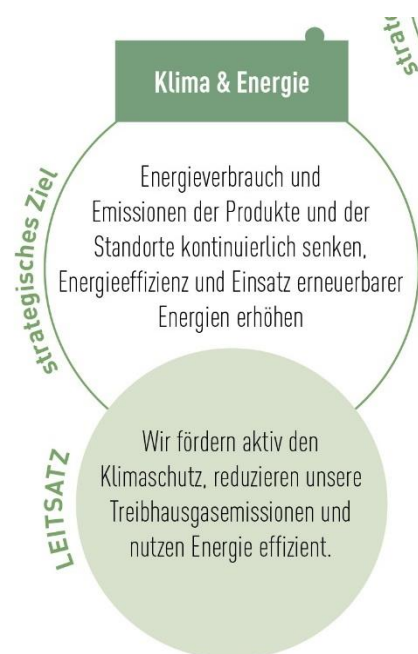 Klima & Energie
strategisches Ziel
Energieverbrauch und
Emissionen der Produkte und der
Standorte kontinuierlich senken,
Energieeffizienz und Einsatz erneuerbarer
Energien erhöhen
LEITSATZ
Wir fördern aktiv den
Klimaschutz, reduzieren unsere
Treibhausgasemissionen und
nutzen Energie effizient.